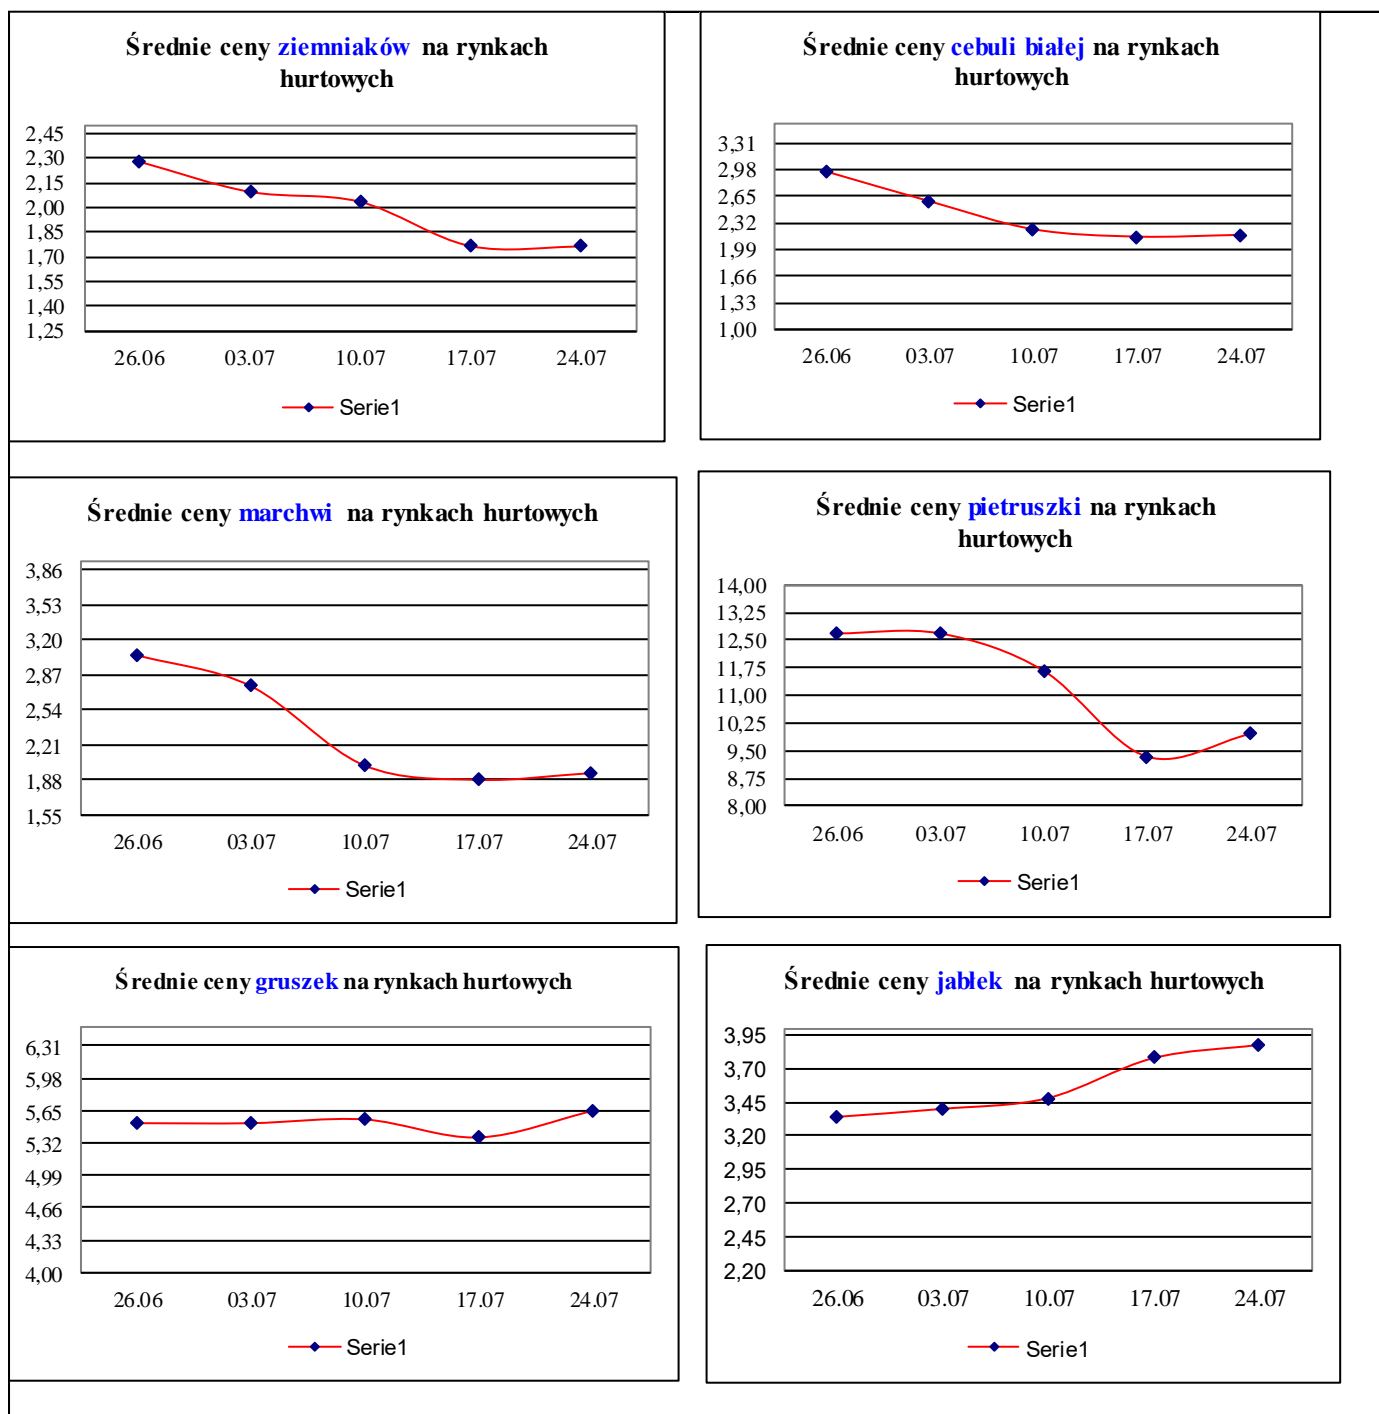 Średnie ceny ziemniaków na rynkach
hurtowych
2,45
2,30
2,15
2,00
1,85
1,70
1,55
1,40
1,25
26.06 03.07 10.07 17.07 24.07
Serie1
Średnie ceny cebuli białej na rynkach
hurtowych
3,31
2,98
2,65
2,32
1,99
1,66
1,33
1,00
26.06 03.07 10.07 17.07 24.07
Serie1
Średnie ceny marchwi na rynkach hurtowych
3,86
3,53
3,20
2,87
2,54
2,21
1,88
1,55
26.06 03.07 10.07 17.07 24.07
Serie1
Średnie ceny pietruszki na rynkach
hurtowych
14,00
13,25
12,50
11,75
11,00
10,25
9,50
8,75
8,00
26.06 03.07 10.07 17.07 24.07
Serie1
Średnie ceny gruszek na rynkach hurtowych
6,31
5,98
5,65
5,32
4,99
4,66
4,33
4,00
26.06 03.07 10.07 17.07 24.07
Serie1
Średnie ceny jabłek na rynkach hurtowych
3,95
3,70
3,45
3,20
2,95
2,70
2,45
2,20
26.06 03.07 10.07 17.07 24.07
Serie1